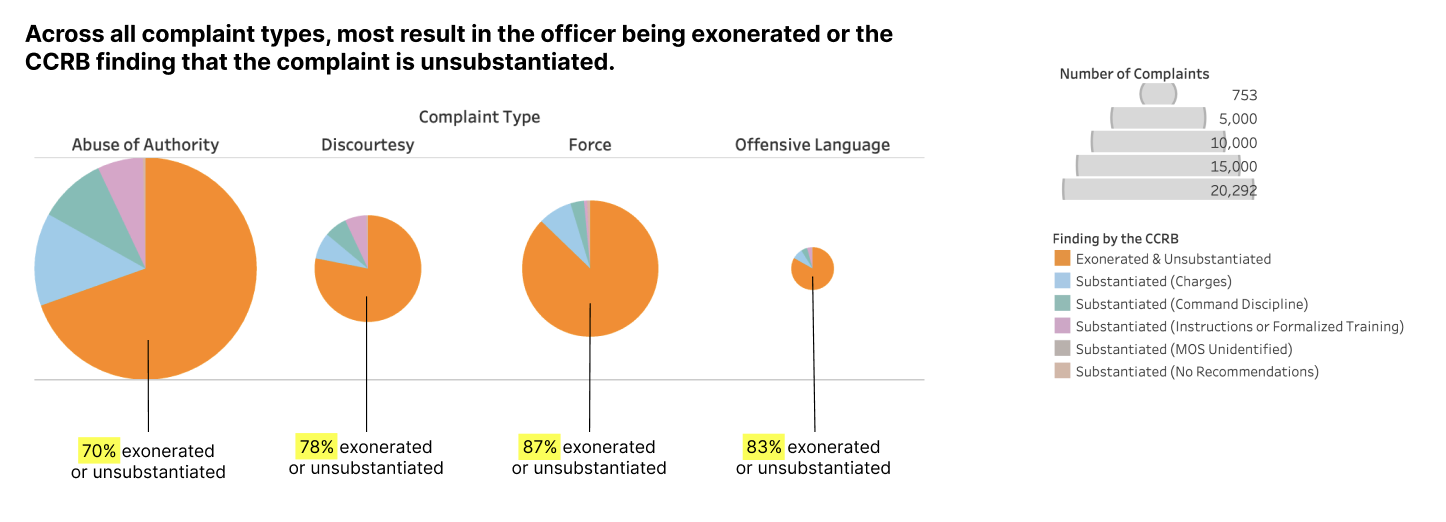 Across all complaint types, most result in the officer being exonerated or the
CCRB finding that the complaint is unsubstantiated.
Complaint Type
Abuse of Authority
Discourtesy
Force
Offensive Language
70% exonerated
or unsubstantiated
78% exonerated
or unsubstantiated
87% exonerated
or unsubstantiated
83% exonerated
or unsubstantiated
Number of Complaints
753
5,000
10,000
15,000
20,292
Finding by the CCRB
Exonerated & Unsubstantiated
Substantiated (Charges)
Substantiated (Command Discipline)
Substantiated (Instructions or Formalized Training)
Substantiated (MOS Unidentified)
Substantiated (No Recommendations)